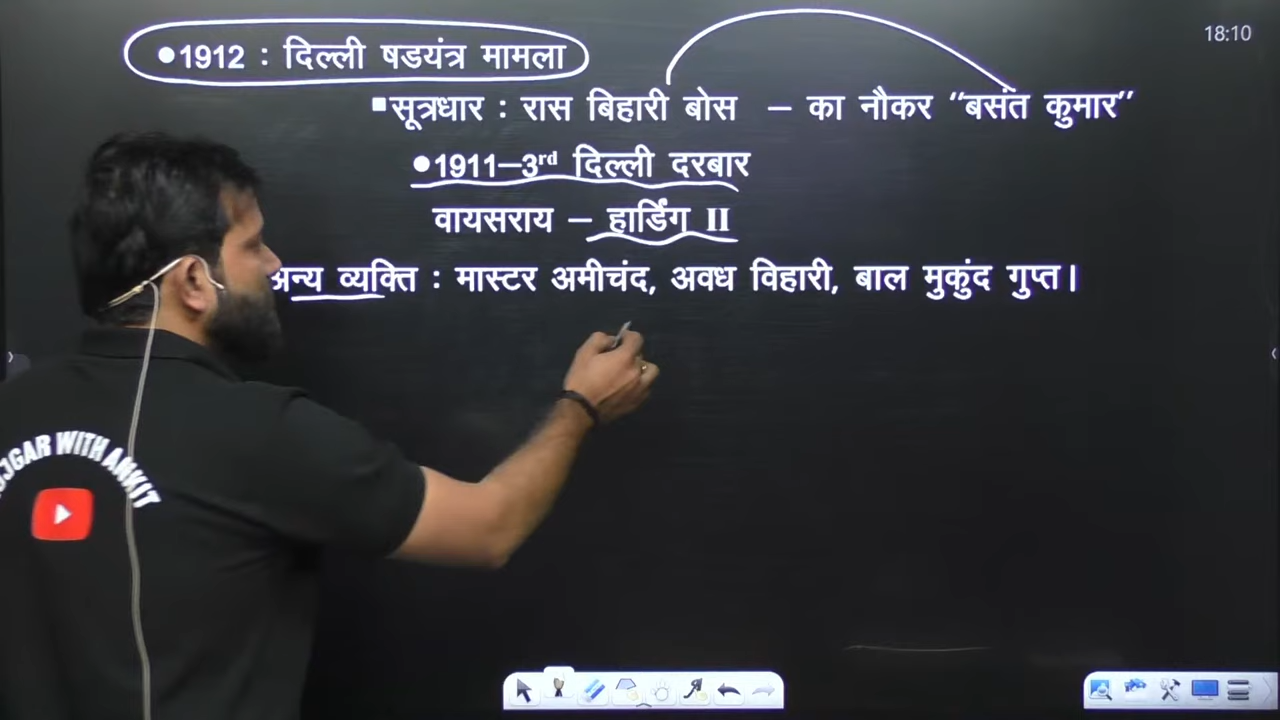 18:10
●1912 : दिल्ली षडयंत्र मामला
▪सूत्रधार : रास बिहारी बोस – का नौकर “बसंत कुमार”
●1911–3rd दिल्ली दरबार
वायसराय – हार्डिंग II
अन्य व्यक्ति : मास्टर अमीचंद, अवध विहारी, बाल मुकुंद गुप्त।
WITH ANKIT